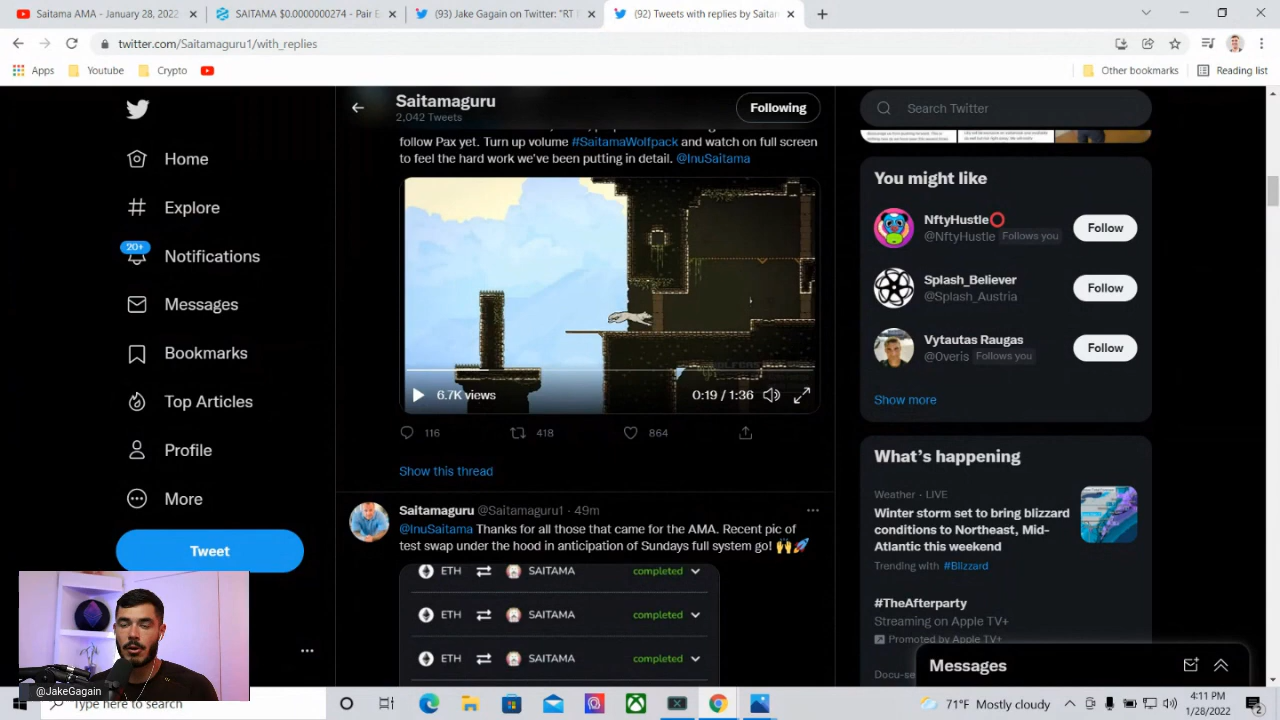 Saitama AMA - January 28, 2022
SAITAMA $0.0000000274 - Pair E
(93) Jake Gagain on Twitter: "RT
(92) Tweets with replies by Saita
twitter.com/Saitamaguru1/with_replies
Apps
Youtube
Crypto
Other bookmarks
Reading list
Home
Explore
20+
Notifications
Messages
Bookmarks
Top Articles
Profile
More
Tweet
@JakeGagain
Saitamaguru
2,042 Tweets
Following
follow Pax yet. Turn up volume #SaitamaWolfpack and watch on full screen
to feel the hard work we've been putting in detail. @InuSaitama
6.7K views
0:19 / 1:36
116
418
864
Show this thread
Saitamaguru @Saitamaguru1 · 49m
@InuSaitama Thanks for all those that came for the AMA. Recent pic of
test swap under the hood in anticipation of Sundays full system go! 🙌🚀
ETH SAITAMA completed
ETH SAITAMA completed
ETH SAITAMA completed
Search Twitter
You might like
NftyHustle⭕
@NftyHustle Follows you
Follow
Splash_Believer
@Splash_Austria
Follow
Vytautas Raugas
@0veris Follows you
Follow
Show more
What's happening
Weather · LIVE
Winter storm set to bring blizzard
conditions to Northeast, Mid-
Atlantic this weekend
Trending with #Blizzard
#TheAfterparty
Streaming on Apple TV+
Promoted by Apple TV+
Docu-se
Messages
Type here to search
71°F Mostly cloudy
4:11 PM
1/28/2022
2